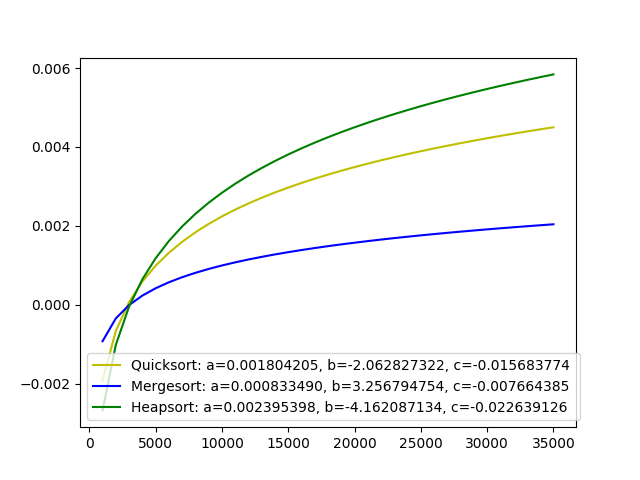 0.006
0.004
0.002
0.000
−0.002
Quicksort: a=0.001804205, b=-2.062827322, c=-0.015683774
Mergesort: a=0.000833490, b=3.256794754, c=-0.007664385
Heapsort: a=0.002395398, b=-4.162087134, c=-0.022639126
0 5000 10000 15000 20000 25000 30000 35000